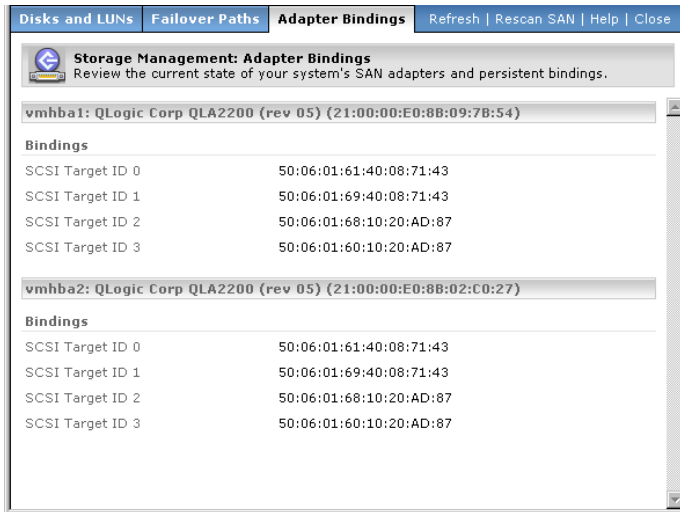 Disks and LUNs Failover Paths Adapter Bindings Refresh | Rescan SAN | Help | Close
Storage Management: Adapter Bindings
Review the current state of your system's SAN adapters and persistent bindings.
vmhba1: QLogic Corp QLA2200 (rev 05) (21:00:00:E0:8B:09:7B:54)
Bindings
SCSI Target ID 0 50:06:01:61:40:08:71:43
SCSI Target ID 1 50:06:01:69:40:08:71:43
SCSI Target ID 2 50:06:01:68:10:20:AD:87
SCSI Target ID 3 50:06:01:60:10:20:AD:87
vmhba2: QLogic Corp QLA2200 (rev 05) (21:00:00:E0:8B:02:C0:27)
Bindings
SCSI Target ID 0 50:06:01:61:40:08:71:43
SCSI Target ID 1 50:06:01:69:40:08:71:43
SCSI Target ID 2 50:06:01:68:10:20:AD:87
SCSI Target ID 3 50:06:01:60:10:20:AD:87